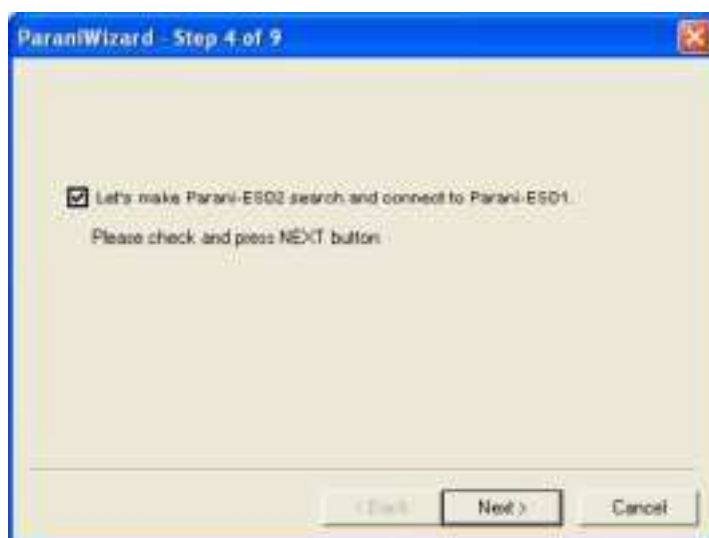 ParaniWizard - Step 4 of 9
Let's make Parani-ESD2 search and connect to Parani-ESD1.
Please check and press NEXT button
< Back
Next >
Cancel